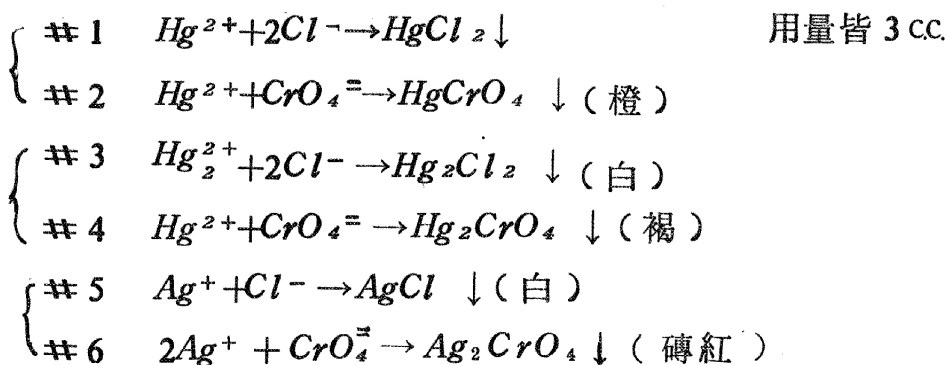 #1 Hg²⁺+2Cl⁻→HgCl₂↓ 用量皆 3 C.C.
#2 Hg²⁺+CrO₄⁼→HgCrO₄ ↓(橙)
#3 Hg₂²⁺+2Cl⁻→Hg₂Cl₂ ↓(白)
#4 Hg²⁺+CrO₄⁼→Hg₂CrO₄ ↓(褐)
#5 Ag⁺+Cl⁻→AgCl ↓(白)
#6 2Ag⁺+CrO₄⁼→Ag₂CrO₄↓(磚紅)